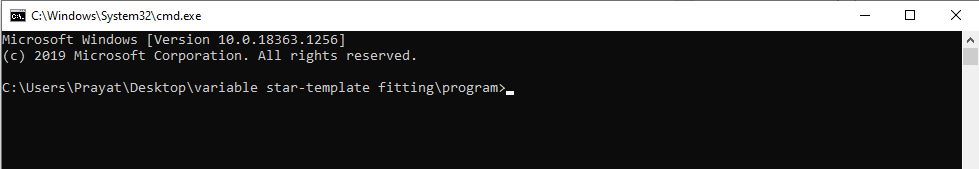 C:\Windows\System32\cmd.exe
Microsoft Windows [Version 10.0.18363.1256]
(c) 2019 Microsoft Corporation. All rights reserved.
C:\Users\Prayat\Desktop\variable star-template fitting\program>